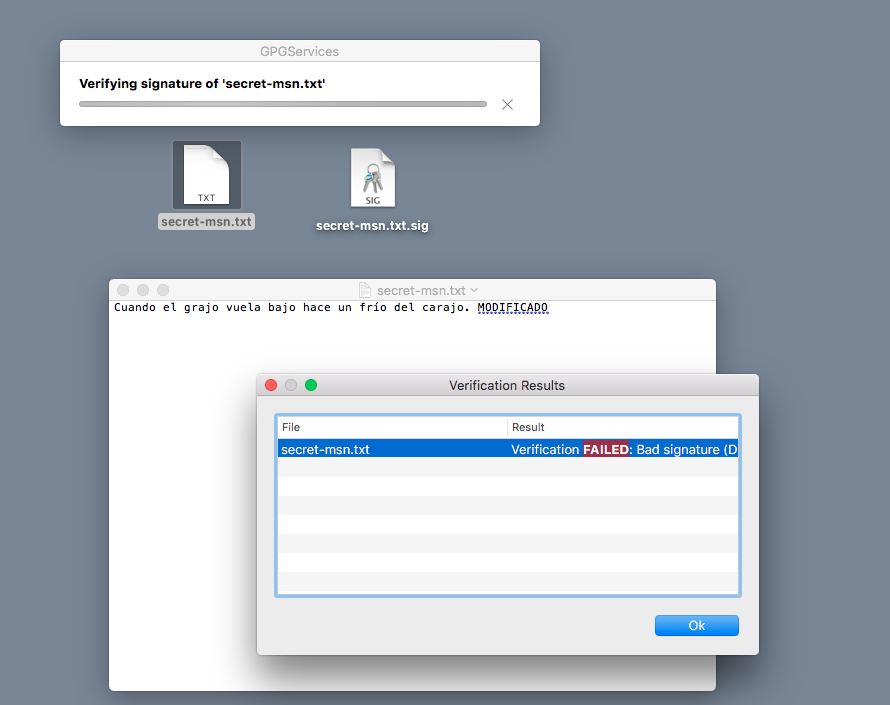 GPGServices
Verifying signature of 'secret-msn.txt'
TXT
SIG
secret-msn.txt
secret-msn.txt.sig
secret-msn.txt
Cuando el grajo vuela bajo hace un frío del carajo. MODIFICADO
Verification Results
File Result
secret-msn.txt Verification FAILED: Bad signature (D
Ok